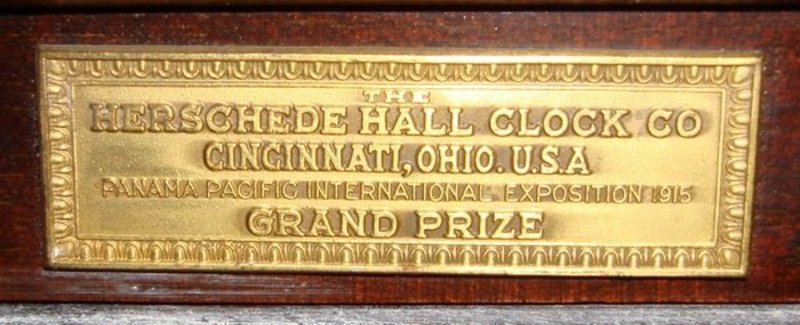 THE
HERSCHEDE HALL CLOCK CO
CINCINNATI, OHIO. U.S.A
PANAMA PACIFIC INTERNATIONAL EXPOSITION 1915
GRAND PRIZE